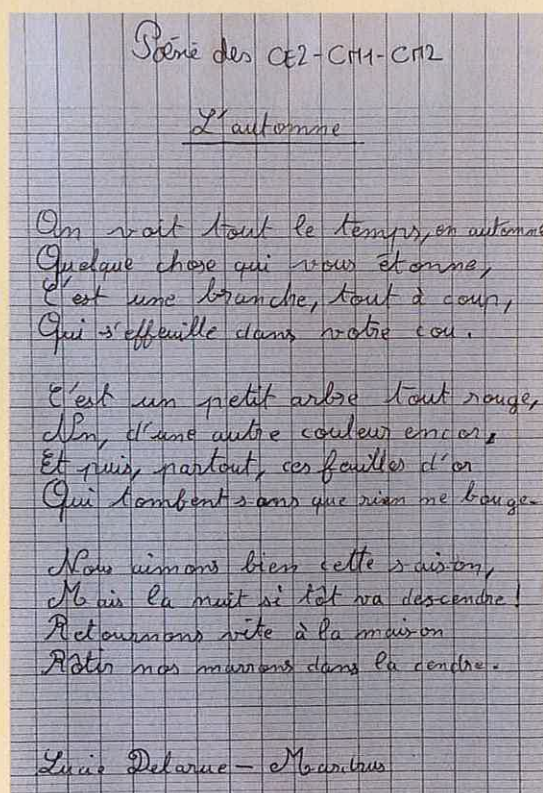 Poésie des CE2-CM1-CM2
L'automne
On voit tout le temps, en automne
Quelque chose qui vous étonne,
C'est une branche, tout à coup,
Qui s'effeuille dans votre cou.
C'est un petit arbre tout rouge,
Un, d'une autre couleur encor,
Et puis, partout, ces feuilles d'or
Qui tombent sans que rien ne bouge.
Nous aimons bien cette saison,
Mais la nuit si tôt va descendre !
Retournons vite à la maison
Rôtir nos marrons dans la cendre.
Lucie Delarue - Mardrus